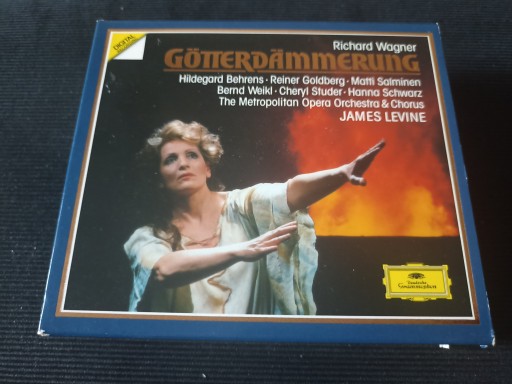 DIGITAL
Richard Wagner
GÖTTERDÄMMERUNG
Hildegard Behrens · Reiner Goldberg · Matti Salminen
Bernd Weikl · Cheryl Studer · Hanna Schwarz
The Metropolitan Opera Orchestra & Chorus
JAMES LEVINE
Deutsche
Grammophon